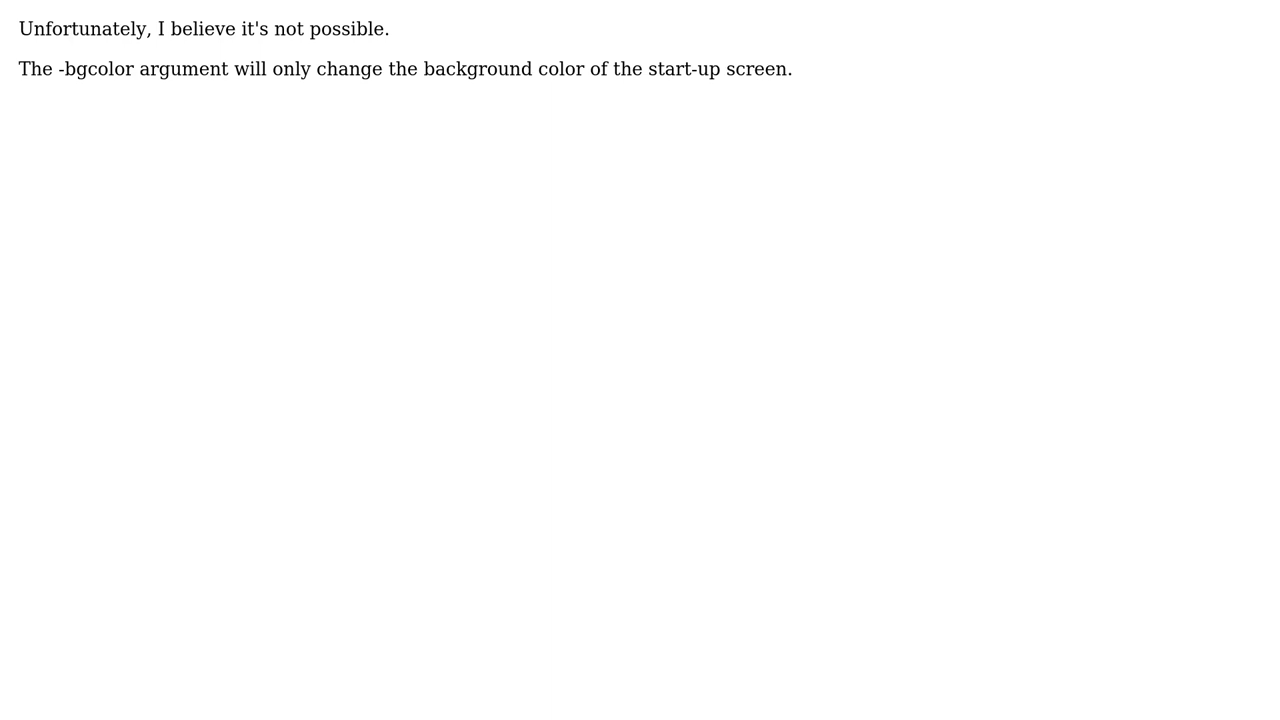 Unfortunately, I believe it's not possible.
The -bgcolor argument will only change the background color of the start-up screen.